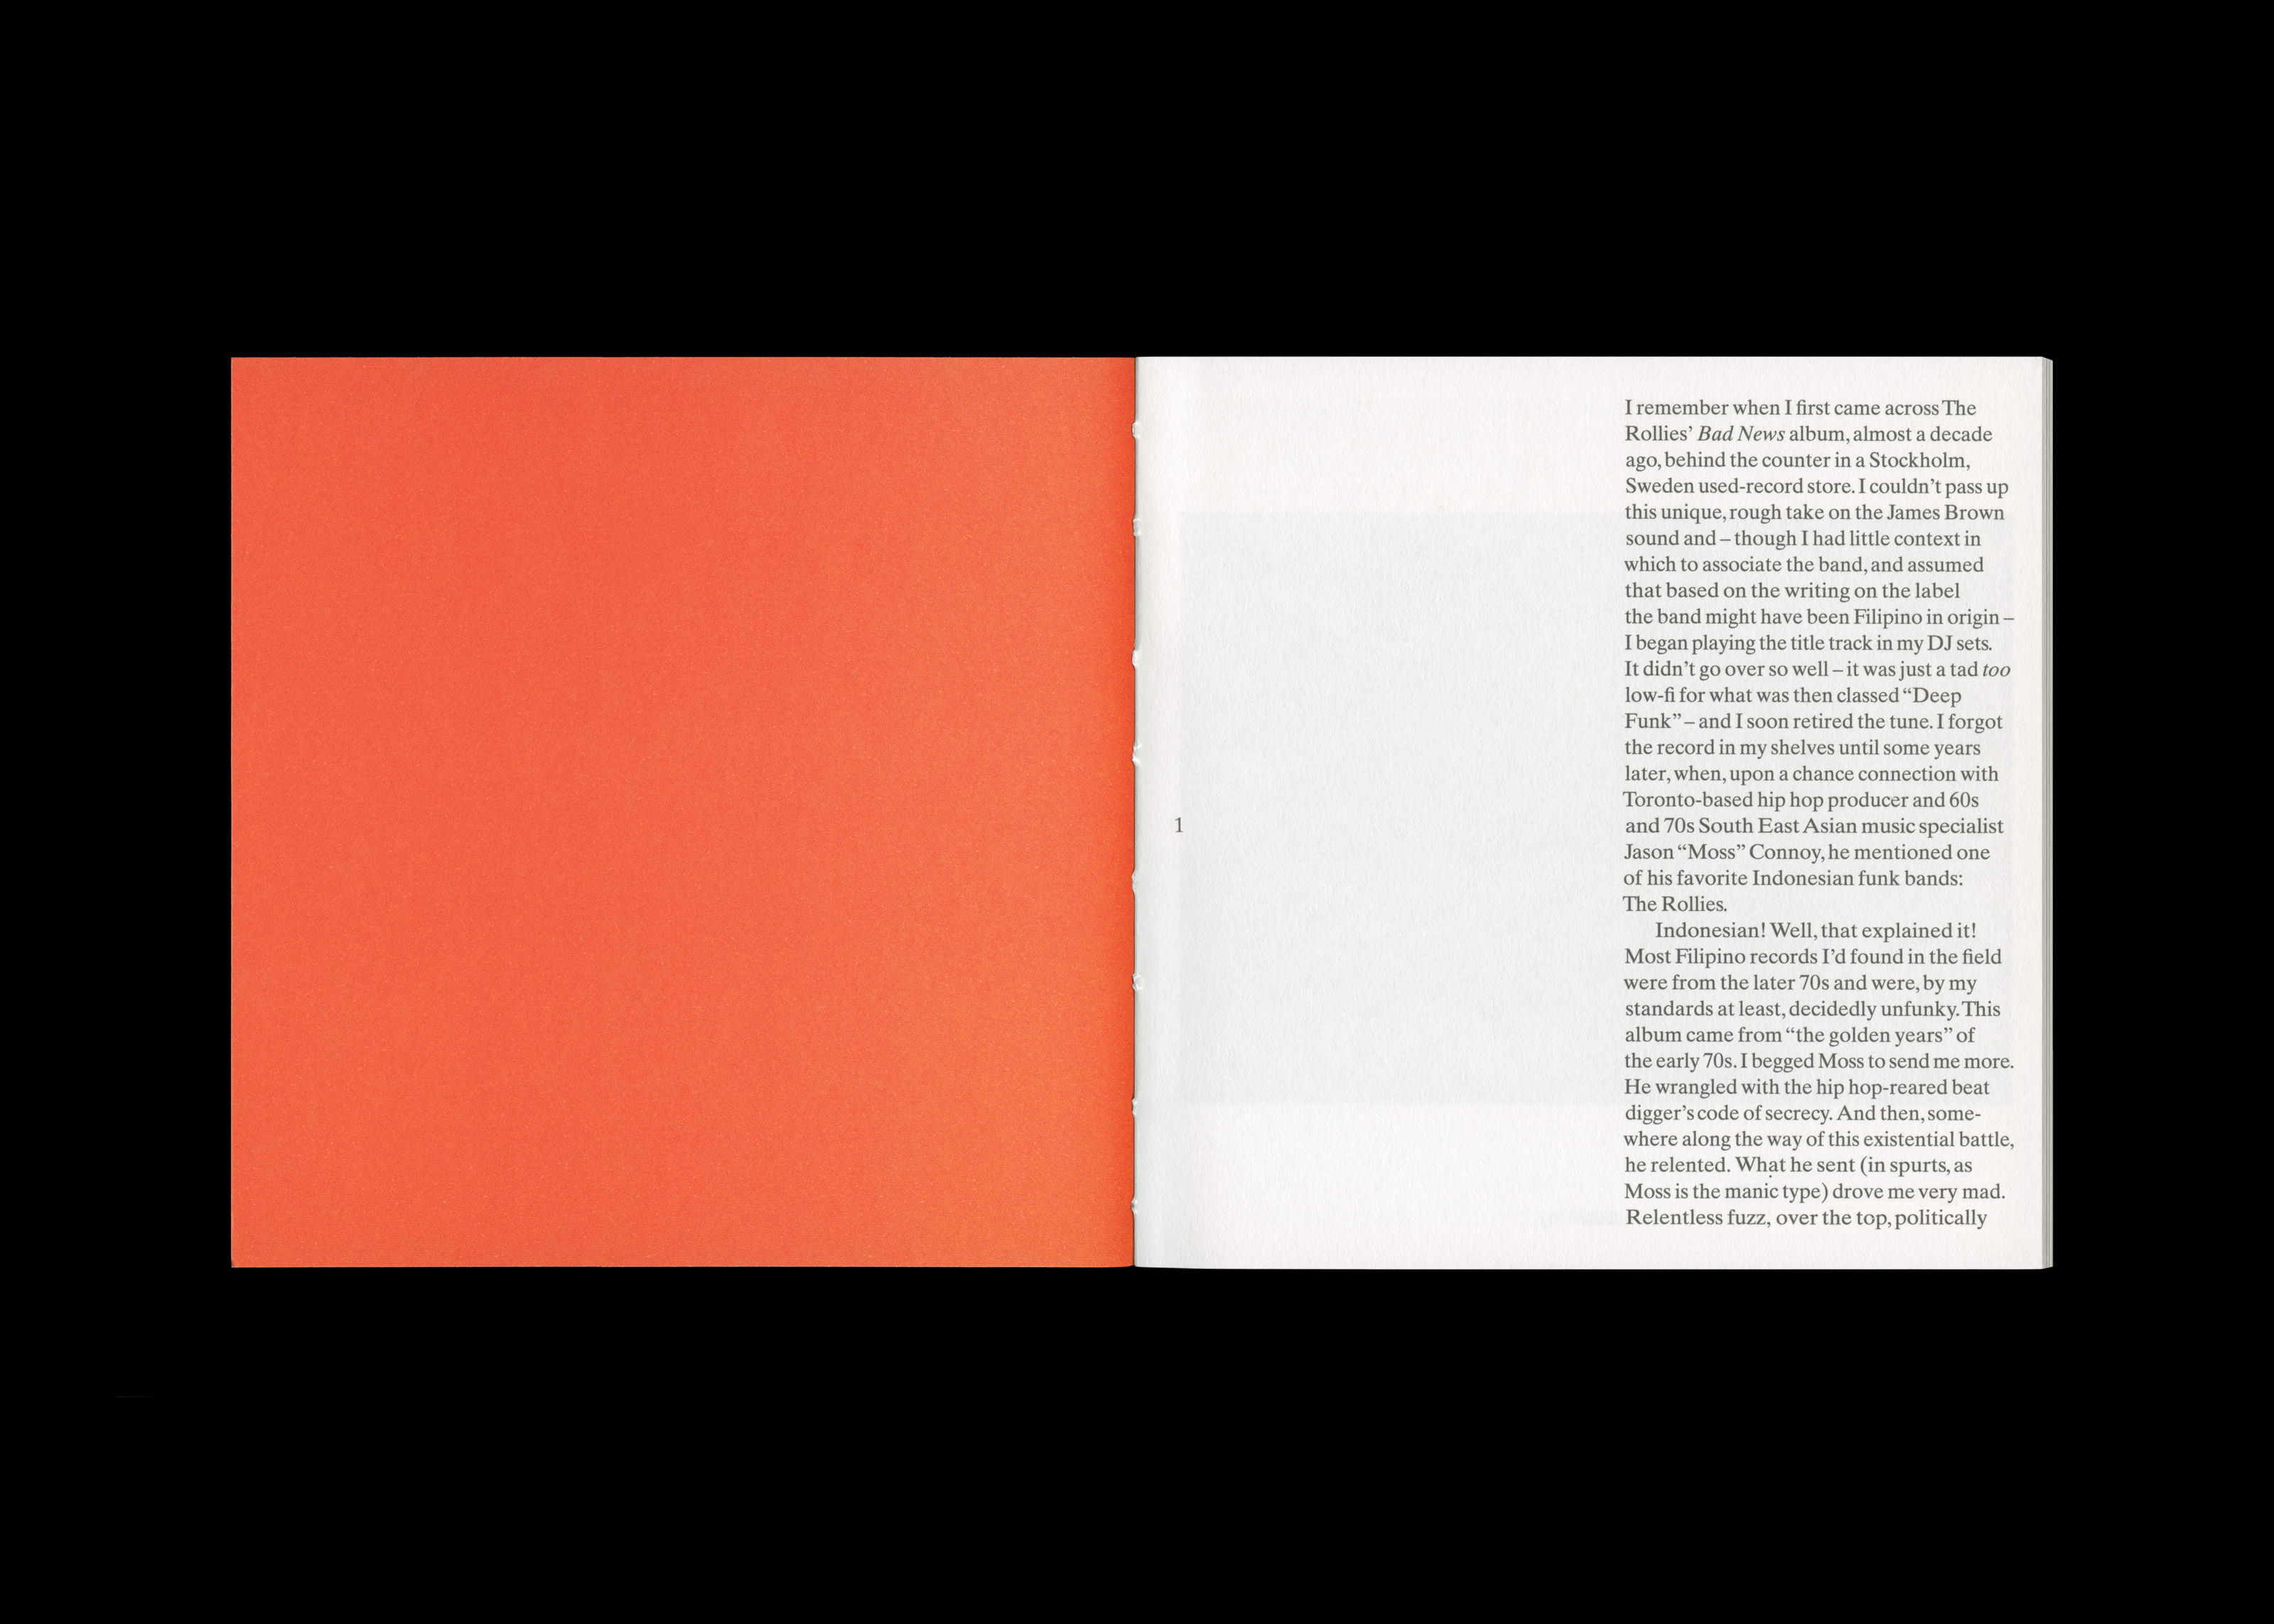 I remember when I first came across The
Rollies’ Bad News album, almost a decade
ago, behind the counter in a Stockholm,
Sweden used-record store. I couldn’t pass up
this unique, rough take on the James Brown
sound and – though I had little context in
which to associate the band, and assumed
that based on the writing on the label
the band might have been Filipino in origin –
I began playing the title track in my DJ sets.
It didn’t go over so well – it was just a tad too
low-fi for what was then classed “Deep
Funk” – and I soon retired the tune. I forgot
the record in my shelves until some years
later, when, upon a chance connection with
Toronto-based hip hop producer and 60s
1
and 70s South East Asian music specialist
Jason “Moss” Connoy, he mentioned one
of his favorite Indonesian funk bands:
The Rollies.
Indonesian! Well, that explained it!
Most Filipino records I’d found in the field
were from the later 70s and were, by my
standards at least, decidedly unfunky. This
album came from “the golden years” of
the early 70s. I begged Moss to send me more.
He wrangled with the hip hop-reared beat
digger’s code of secrecy. And then, some-
where along the way of this existential battle,
he relented. What he sent (in spurts, as
Moss is the manic type) drove me very mad.
Relentless fuzz, over the top, politically